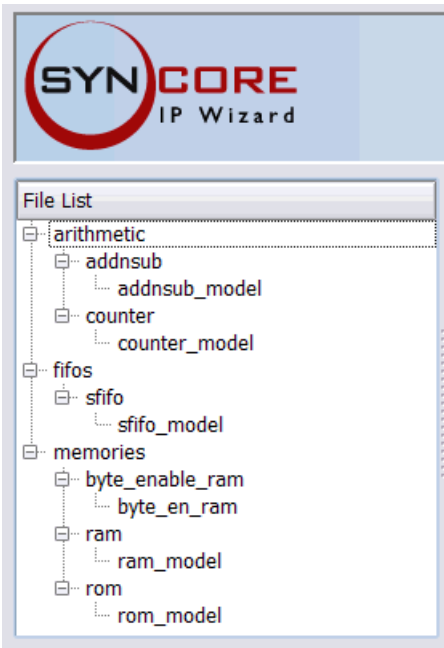 SYNCORE
IP Wizard
File List
arithmetic
addnsub
addnsub_model
counter
counter_model
fifos
sfifo
sfifo_model
memories
byte_enable_ram
byte_en_ram
ram
ram_model
rom
rom_model